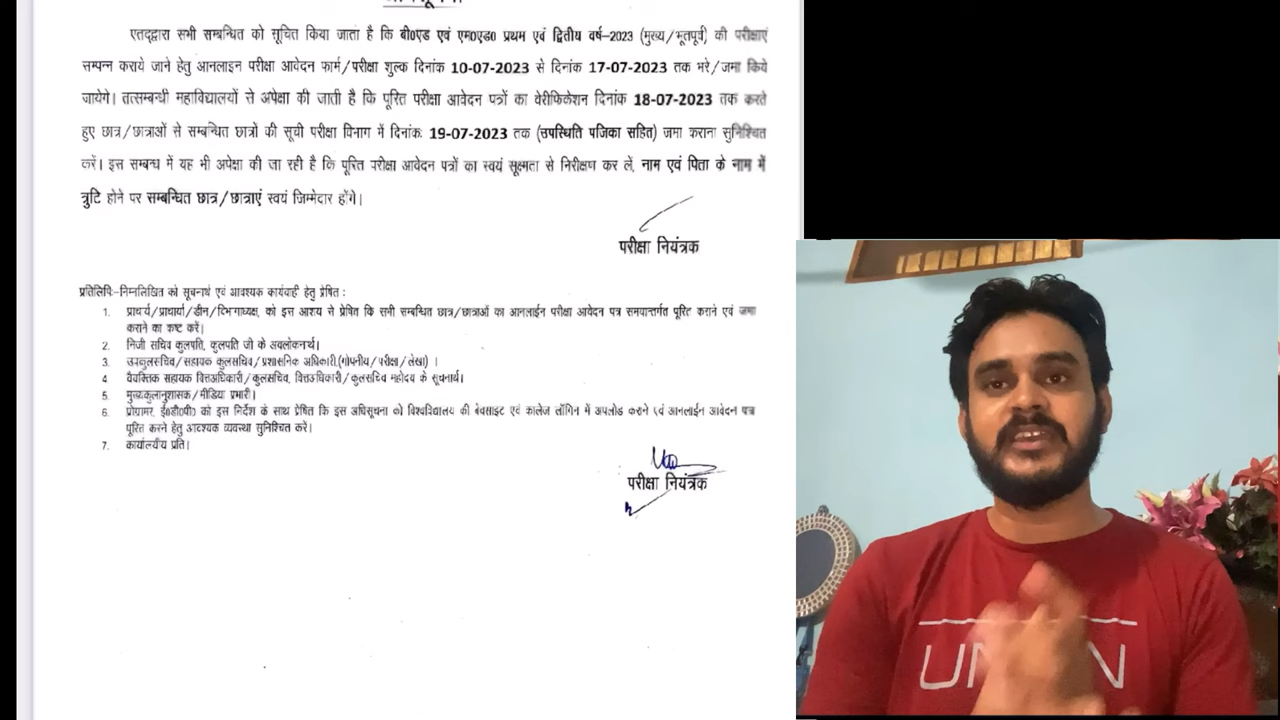 एतद्द्वारा सभी सम्बन्धित को सूचित किया जाता है कि बी0एड एवं एम0एड0 प्रथम एवं द्वितीय वर्ष-2023 (मुख्य/भूतपूर्व) की परीक्षाएं
सम्पन्न कराये जाने हेतु आनलाइन परीक्षा आवेदन फार्म/परीक्षा शुल्क दिनांक 10-07-2023 से दिनांक 17-07-2023 तक भरे/जमा किये
जायेगे। तत्सम्बन्धी महाविद्यालयों से अपेक्षा की जाती है कि पूरित परीक्षा आवेदन पत्रों का वेरीफिकेशन दिनांक 18-07-2023 तक करते
हुए छात्र/छात्राओं से सम्बन्धित छात्रों की सूची परीक्षा विनाग में दिनांकः 19-07-2023 तक (उपस्थिति पजिका सहित) जमा कराना सुनिश्चित
करें। इस सम्बन्ध में यह भी अपेक्षा की जा रही है कि पूरित परीक्षा आवेदन पत्रों का स्वयं सूक्ष्मता से निरीक्षण कर लें, नाम एवं पिता के नाम में
त्रुटि होने पर सम्बन्धित छात्र/छात्राएं स्वयं जिम्मेदार होंगे।
परीक्षा नियंत्रक
प्रतिलिपिः-निम्नलिखित को सूचनार्थ एवं आवश्यक कार्यवाही हेतु प्रेषित :
1. प्राचर्य/प्राचार्या/डीन/विभागाध्यक्ष, को इस आशय से प्रेषित कि सभी सम्बन्धित छात्र/छात्राओं का आनलाईन परीक्षा आवेदन पत्र समयान्तर्गत पूरित कराने एवं जमा
कराने का कष्ट करें।
2. निजी सचिव कुलपति, कुलपति जी के अवलोकनार्थ।
3. उपकुलसचिव/सहायक कुलसचिव/प्रशासनिक अधिकारी,(गोपनीय/परीक्षा/लेखा) ।
4 वैयक्तिक सहायक वित्तअधिकारी/कुलसचिव, वित्तअधिकारी/कुलसचिव महोदय के सूचनार्थ।
5 मुख्यकुलानुशासक/मीडिया प्रभारी।
6. प्रोग्रामर, ई0डी0पी0 को इस निर्देश के साथ प्रेषित कि इस अधिसूचना को विश्वविद्यालय की बेवसाइट एवं कालेज लॉगिन में अपलोड कराने एवं आनलाईन आवेदन पत्र
पूरित करने हेतु आवश्यक व्यवस्था सुनिश्चित करें।
7. कार्यालयीय प्रति।
परीक्षा नियंत्रक